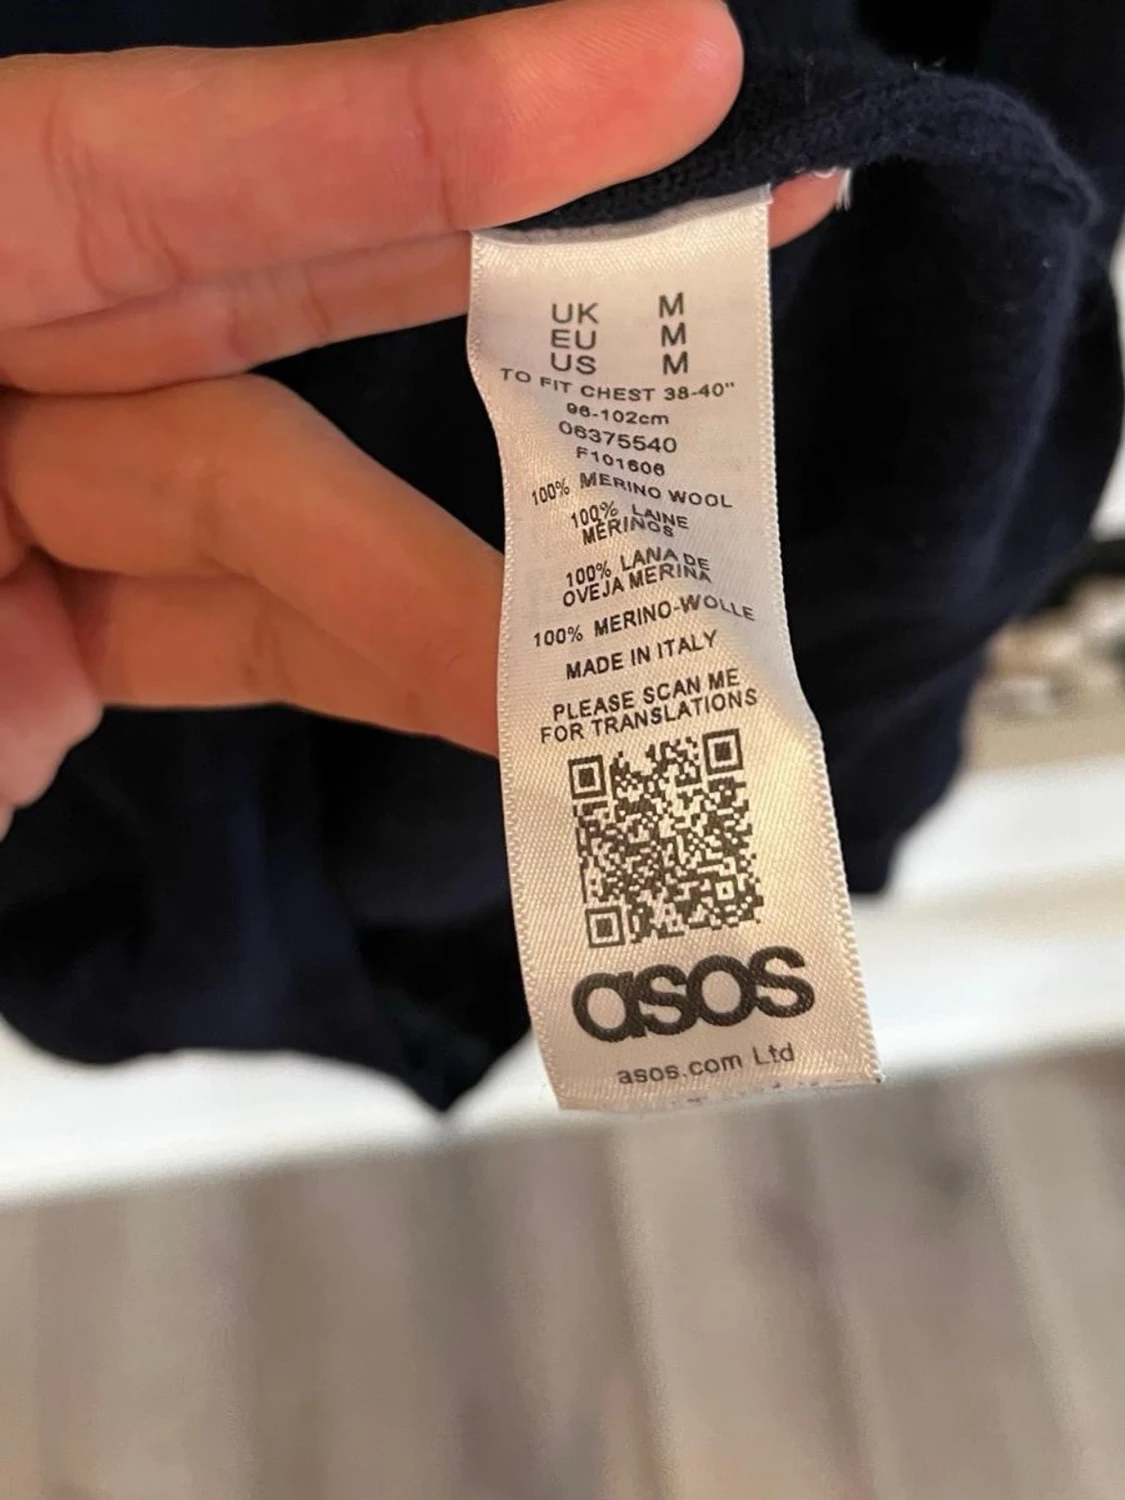 UK M
EU M
US M
TO FIT CHEST 38-40"
96-102cm
06375540
F101606
100% MERINO WOOL
100% LAINE
MERINOS
100% LANA DE
OVEJA MERINA
100% MERINO-WOLLE
MADE IN ITALY
PLEASE SCAN ME
FOR TRANSLATIONS
asos
asos.com Ltd